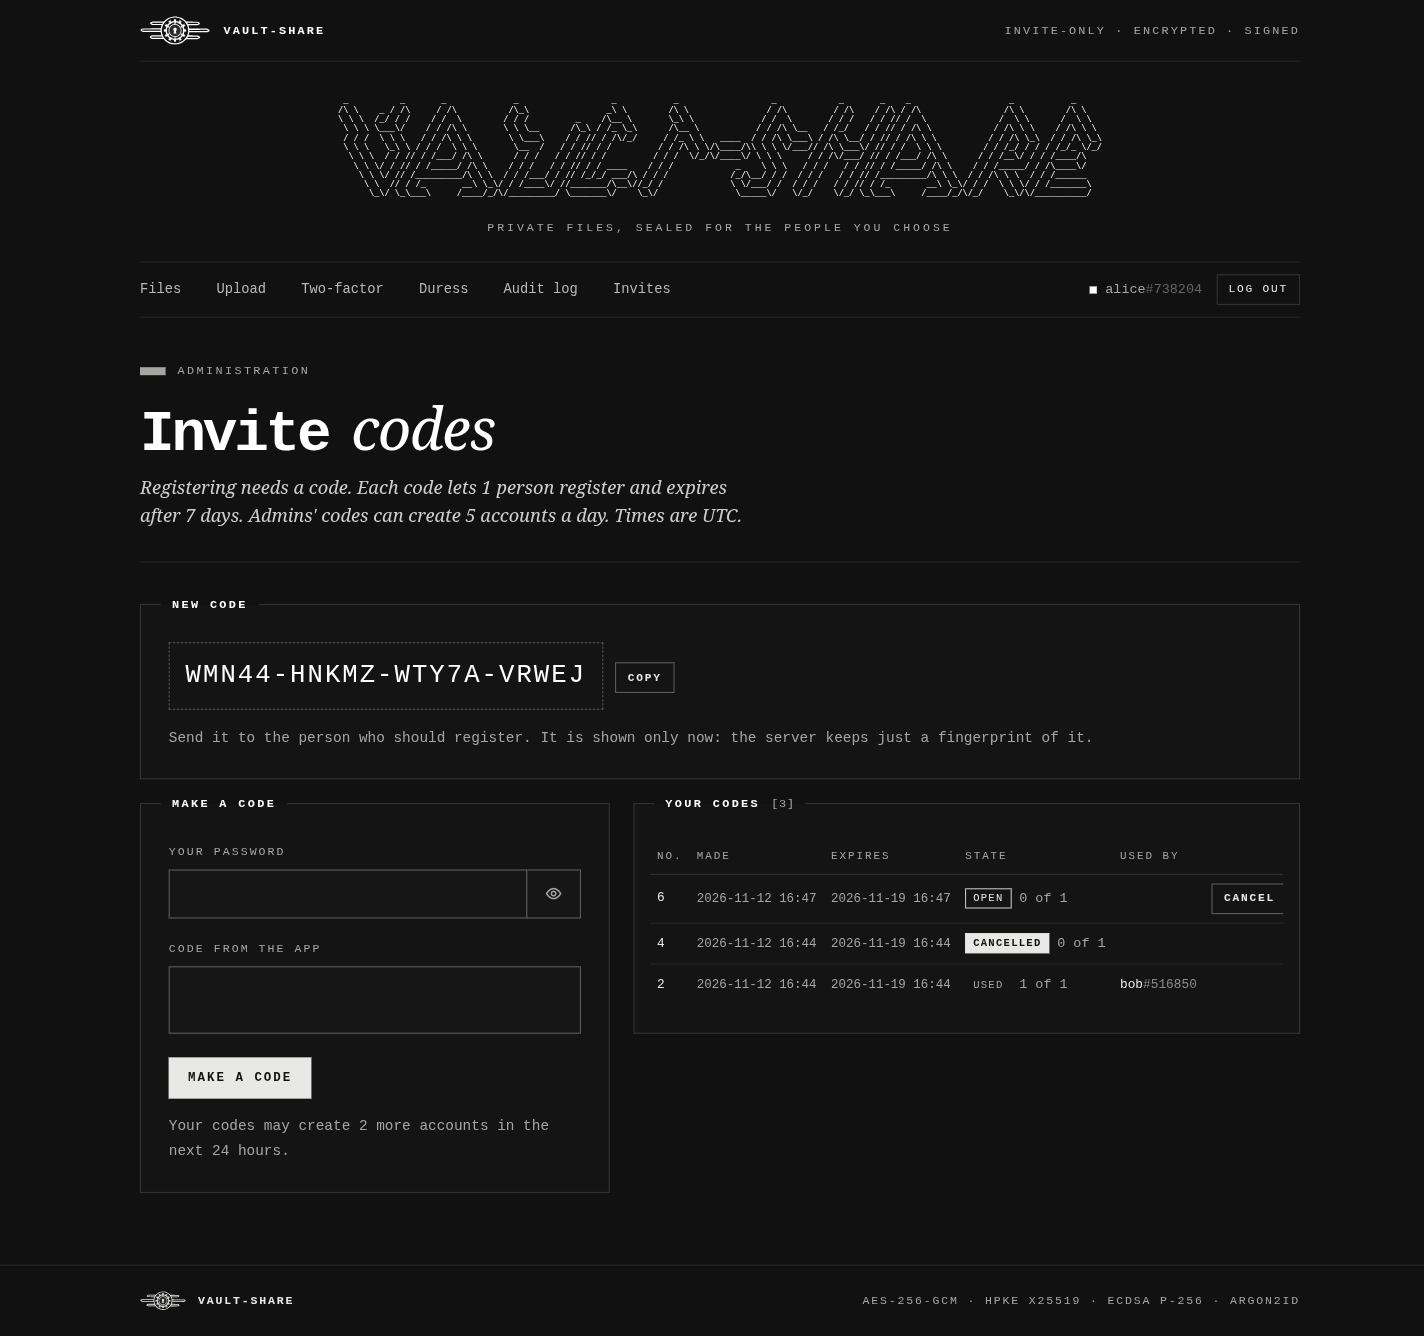 VAULT-SHARE
INVITE-ONLY · ENCRYPTED · SIGNED
VAULT-SHARE
PRIVATE FILES, SEALED FOR THE PEOPLE YOU CHOOSE
Files Upload Two-factor Duress Audit log Invites
alice#738204 LOG OUT
ADMINISTRATION
Invite codes
Registering needs a code. Each code lets 1 person register and expires
after 7 days. Admins' codes can create 5 accounts a day. Times are UTC.
NEW CODE
WMN44-HNKMZ-WTY7A-VRWEJ COPY
Send it to the person who should register. It is shown only now: the server keeps just a fingerprint of it.
MAKE A CODE
YOUR PASSWORD
CODE FROM THE APP
MAKE A CODE
Your codes may create 2 more accounts in the
next 24 hours.
YOUR CODES [3]
NO. MADE EXPIRES STATE USED BY
6 2026-11-12 16:47 2026-11-19 16:47 OPEN 0 of 1 CANCEL
4 2026-11-12 16:44 2026-11-19 16:44 CANCELLED 0 of 1
2 2026-11-12 16:44 2026-11-19 16:44 USED 1 of 1 bob#516850
VAULT-SHARE
AES-256-GCM · HPKE X25519 · ECDSA P-256 · ARGON2ID